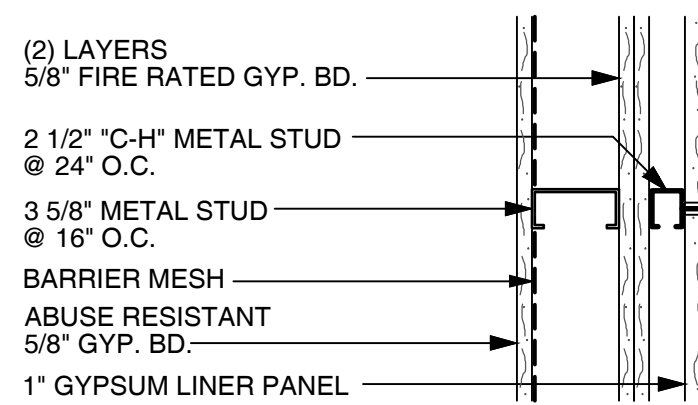 (2) LAYERS
5/8" FIRE RATED GYP. BD.
2 1/2" "C-H" METAL STUD
@ 24" O.C.
3 5/8" METAL STUD
@ 16" O.C.
BARRIER MESH
ABUSE RESISTANT
5/8" GYP. BD.
1" GYPSUM LINER PANEL